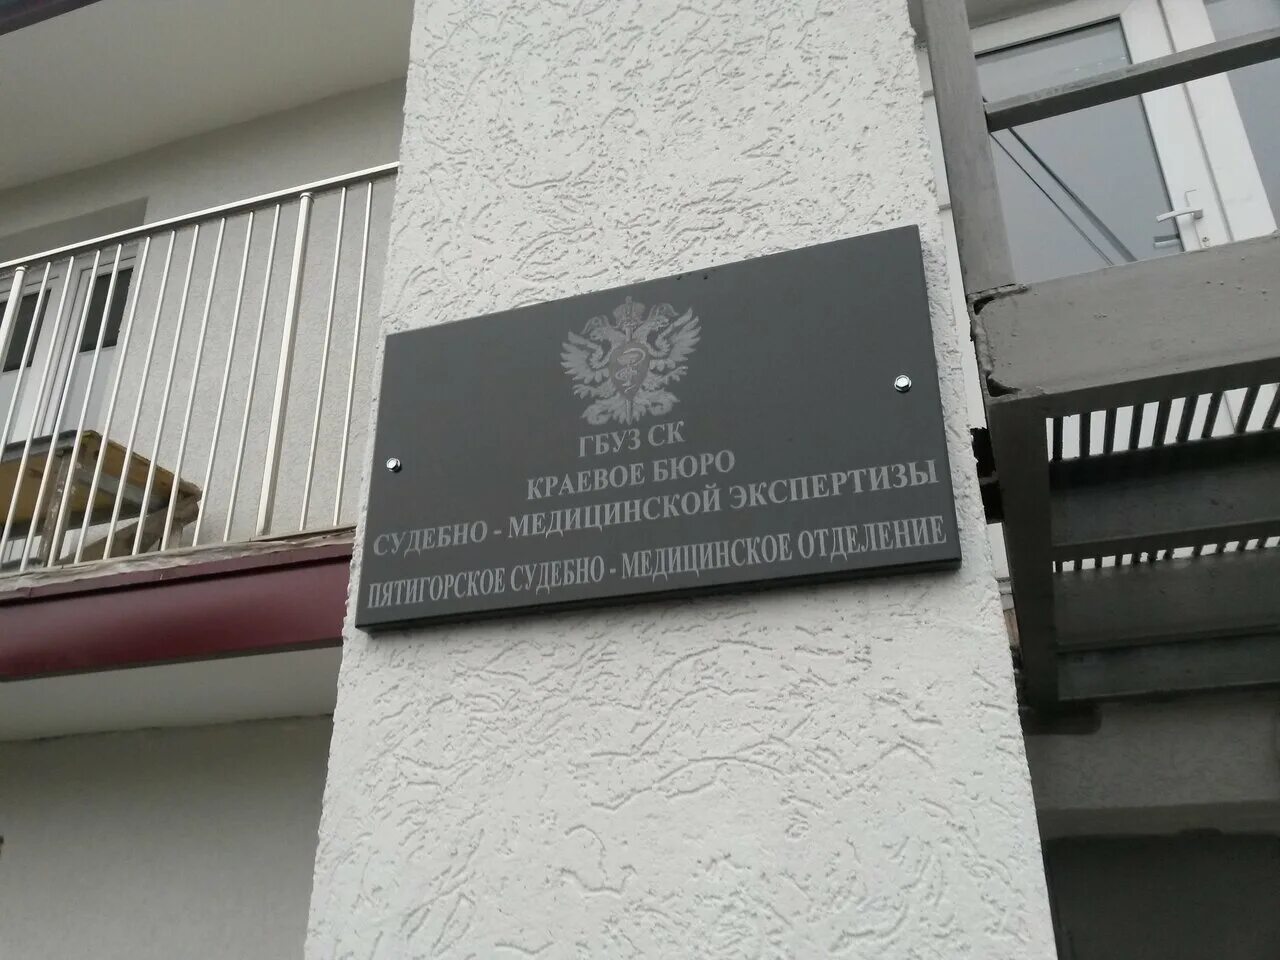 ГБУЗ СК
КРАЕВОЕ БЮРО
СУДЕБНО - МЕДИЦИНСКОЙ ЭКСПЕРТИЗЫ
ПЯТИГОРСКОЕ СУДЕБНО - МЕДИЦИНСКОЕ ОТДЕЛЕНИЕ